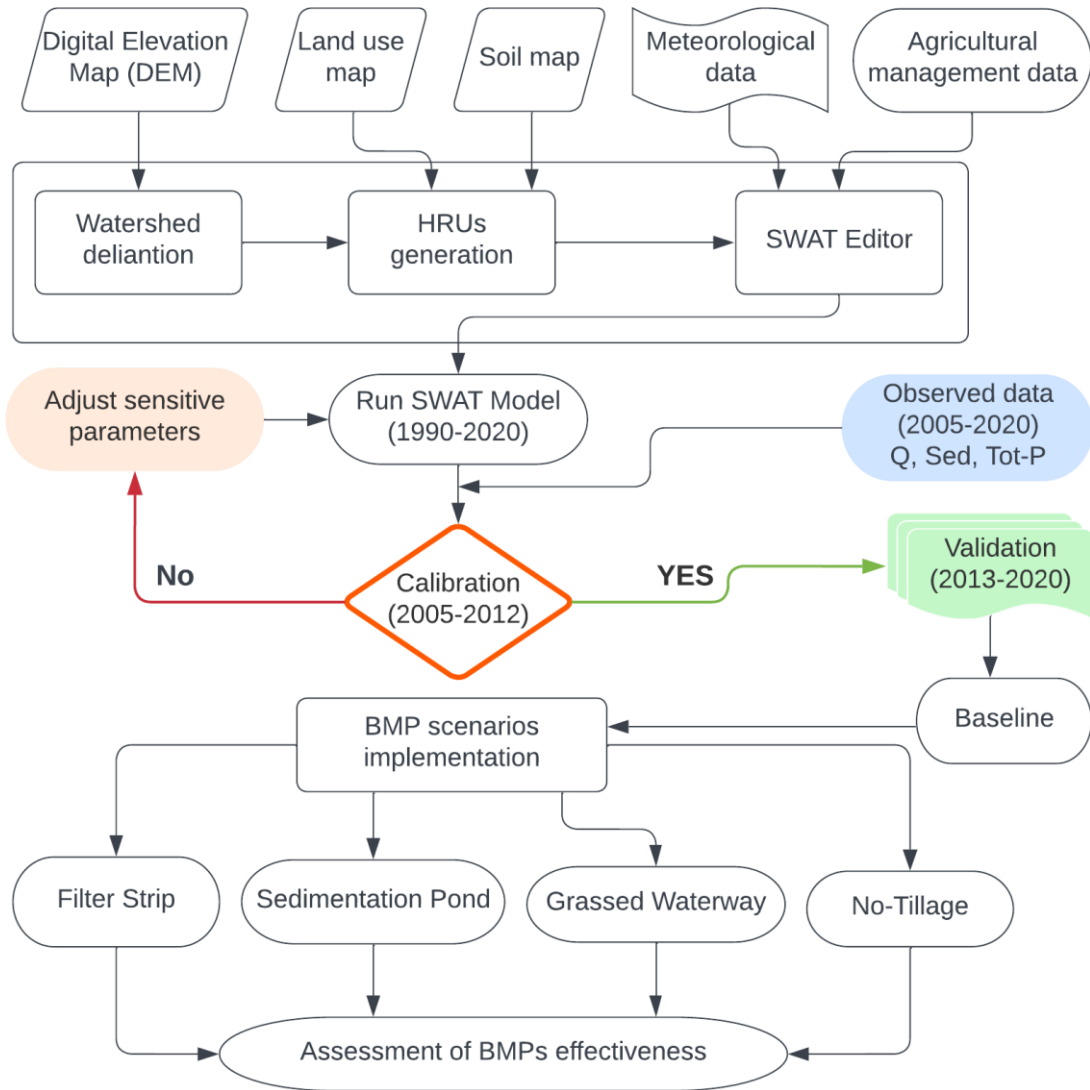 Digital Elevation
Map (DEM)
Land use
map
Soil map
Meteorological
data
Agricultural
management data
Watershed
deliantion
HRUs
generation
SWAT Editor
Adjust sensitive
parameters
Run SWAT Model
(1990-2020)
Observed data
(2005-2020)
Q, Sed, Tot-P
No
Calibration
(2005-2012)
YES
Validation
(2013-2020)
Baseline
BMP scenarios
implementation
Filter Strip
Sedimentation Pond
Grassed Waterway
No-Tillage
Assessment of BMPs effectiveness